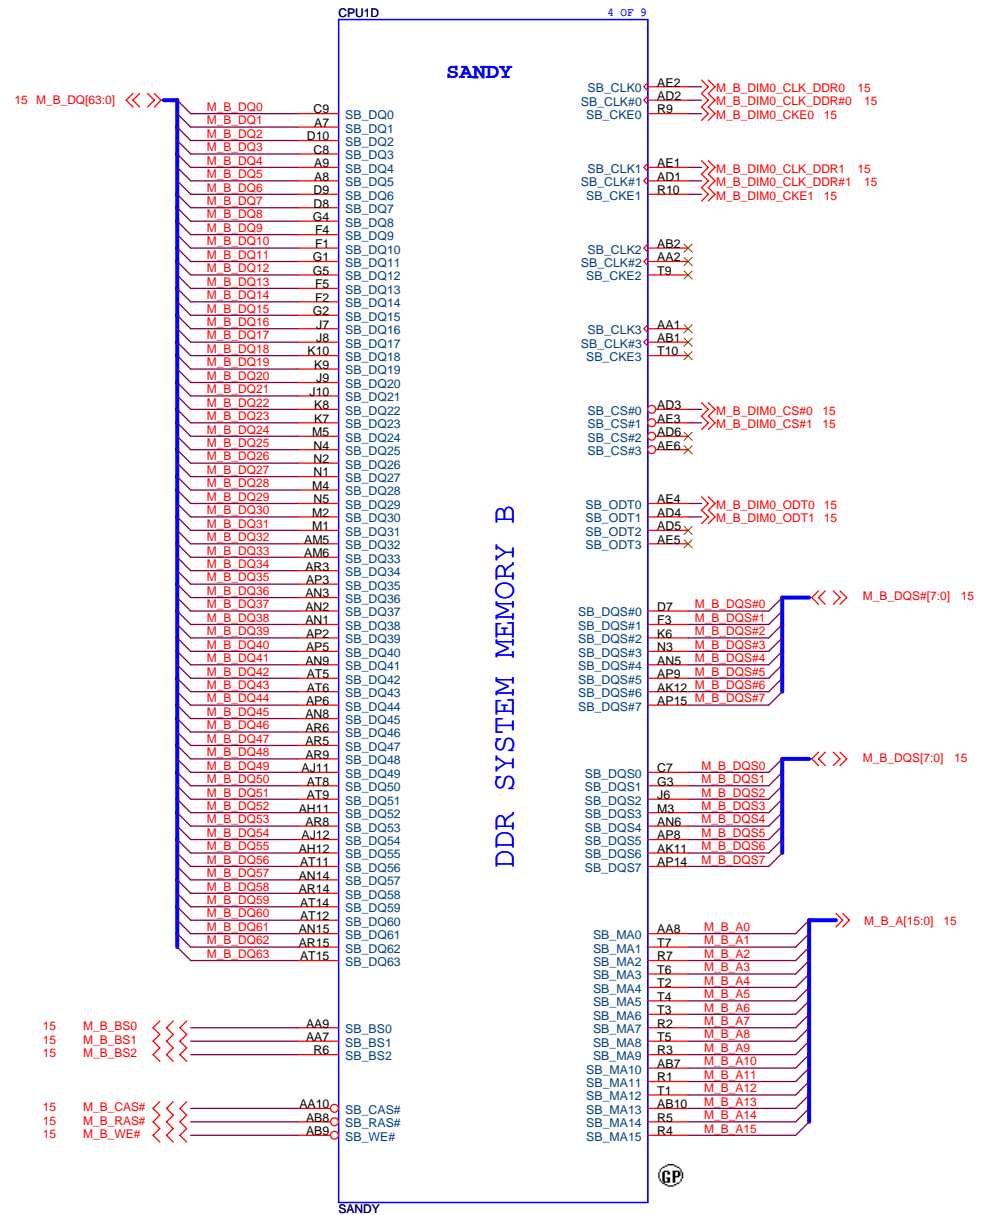 CPU1D 4 OF 9
SANDY
15 M_B_DQ[63:0]
M_B_DQ0 C9 SB_DQ0
M_B_DQ1 A7 SB_DQ1
M_B_DQ2 D10 SB_DQ2
M_B_DQ3 C8 SB_DQ3
M_B_DQ4 A9 SB_DQ4
M_B_DQ5 A8 SB_DQ5
M_B_DQ6 D9 SB_DQ6
M_B_DQ7 D8 SB_DQ7
M_B_DQ8 G4 SB_DQ8
M_B_DQ9 F4 SB_DQ9
M_B_DQ10 F1 SB_DQ10
M_B_DQ11 G1 SB_DQ11
M_B_DQ12 G5 SB_DQ12
M_B_DQ13 F5 SB_DQ13
M_B_DQ14 F2 SB_DQ14
M_B_DQ15 G2 SB_DQ15
M_B_DQ16 J7 SB_DQ16
M_B_DQ17 J8 SB_DQ17
M_B_DQ18 K10 SB_DQ18
M_B_DQ19 K9 SB_DQ19
M_B_DQ20 J9 SB_DQ20
M_B_DQ21 J10 SB_DQ21
M_B_DQ22 K8 SB_DQ22
M_B_DQ23 K7 SB_DQ23
M_B_DQ24 M5 SB_DQ24
M_B_DQ25 N4 SB_DQ25
M_B_DQ26 N2 SB_DQ26
M_B_DQ27 N1 SB_DQ27
M_B_DQ28 M4 SB_DQ28
M_B_DQ29 N5 SB_DQ29
M_B_DQ30 M2 SB_DQ30
M_B_DQ31 M1 SB_DQ31
M_B_DQ32 AM5 SB_DQ32
M_B_DQ33 AM6 SB_DQ33
M_B_DQ34 AR3 SB_DQ34
M_B_DQ35 AP3 SB_DQ35
M_B_DQ36 AN3 SB_DQ36
M_B_DQ37 AN2 SB_DQ37
M_B_DQ38 AN1 SB_DQ38
M_B_DQ39 AP2 SB_DQ39
M_B_DQ40 AP5 SB_DQ40
M_B_DQ41 AN9 SB_DQ41
M_B_DQ42 AT5 SB_DQ42
M_B_DQ43 AT6 SB_DQ43
M_B_DQ44 AP6 SB_DQ44
M_B_DQ45 AN8 SB_DQ45
M_B_DQ46 AR6 SB_DQ46
M_B_DQ47 AR5 SB_DQ47
M_B_DQ48 AR9 SB_DQ48
M_B_DQ49 AJ11 SB_DQ49
M_B_DQ50 AT8 SB_DQ50
M_B_DQ51 AT9 SB_DQ51
M_B_DQ52 AH11 SB_DQ52
M_B_DQ53 AR8 SB_DQ53
M_B_DQ54 AJ12 SB_DQ54
M_B_DQ55 AH12 SB_DQ55
M_B_DQ56 AT11 SB_DQ56
M_B_DQ57 AN14 SB_DQ57
M_B_DQ58 AR14 SB_DQ58
M_B_DQ59 AT14 SB_DQ59
M_B_DQ60 AT12 SB_DQ60
M_B_DQ61 AN15 SB_DQ61
M_B_DQ62 AR15 SB_DQ62
M_B_DQ63 AT15 SB_DQ63
15 M_B_BS0 AA9 SB_BS0
15 M_B_BS1 AA7 SB_BS1
15 M_B_BS2 R6 SB_BS2
15 M_B_CAS# AA10 SB_CAS#
15 M_B_RAS# AB8 SB_RAS#
15 M_B_WE# AB9 SB_WE#
DDR SYSTEM MEMORY B
SB_CLK0 AE2 M_B_DIM0_CLK_DDR0 15
SB_CLK#0 AD2 M_B_DIM0_CLK_DDR#0 15
SB_CKE0 R9 M_B_DIM0_CKE0 15
SB_CLK1 AE1 M_B_DIM0_CLK_DDR1 15
SB_CLK#1 AD1 M_B_DIM0_CLK_DDR#1 15
SB_CKE1 R10 M_B_DIM0_CKE1 15
SB_CLK2 AB2
SB_CLK#2 AA2
SB_CKE2 T9
SB_CLK3 AA1
SB_CLK#3 AB1
SB_CKE3 T10
SB_CS#0 AD3 M_B_DIM0_CS#0 15
SB_CS#1 AE3 M_B_DIM0_CS#1 15
SB_CS#2 AD6
SB_CS#3 AE6
SB_ODT0 AE4 M_B_DIM0_ODT0 15
SB_ODT1 AD4 M_B_DIM0_ODT1 15
SB_ODT2 AD5
SB_ODT3 AE5
M_B_DQS#[7:0] 15
SB_DQS#0 D7 M_B_DQS#0
SB_DQS#1 F3 M_B_DQS#1
SB_DQS#2 K6 M_B_DQS#2
SB_DQS#3 N3 M_B_DQS#3
SB_DQS#4 AN5 M_B_DQS#4
SB_DQS#5 AP9 M_B_DQS#5
SB_DQS#6 AK12 M_B_DQS#6
SB_DQS#7 AP15 M_B_DQS#7
M_B_DQS[7:0] 15
SB_DQS0 C7 M_B_DQS0
SB_DQS1 G3 M_B_DQS1
SB_DQS2 J6 M_B_DQS2
SB_DQS3 M3 M_B_DQS3
SB_DQS4 AN6 M_B_DQS4
SB_DQS5 AP8 M_B_DQS5
SB_DQS6 AK11 M_B_DQS6
SB_DQS7 AP14 M_B_DQS7
M_B_A[15:0] 15
SB_MA0 AA8 M_B_A0
SB_MA1 T7 M_B_A1
SB_MA2 R7 M_B_A2
SB_MA3 T6 M_B_A3
SB_MA4 T2 M_B_A4
SB_MA5 T4 M_B_A5
SB_MA6 T3 M_B_A6
SB_MA7 R2 M_B_A7
SB_MA8 T5 M_B_A8
SB_MA9 R3 M_B_A9
SB_MA10 AB7 M_B_A10
SB_MA11 R1 M_B_A11
SB_MA12 T1 M_B_A12
SB_MA13 AB10 M_B_A13
SB_MA14 R5 M_B_A14
SB_MA15 R4 M_B_A15
GP
SANDY